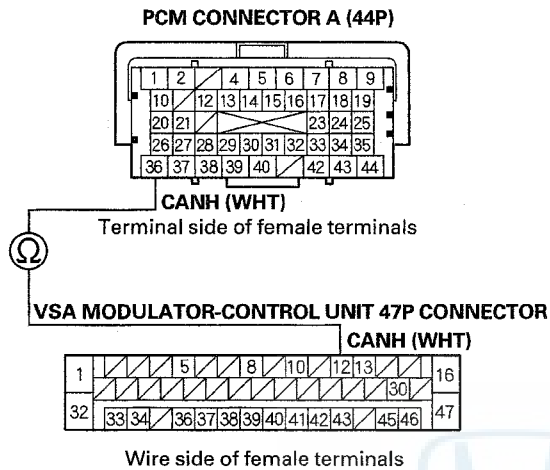 PCM CONNECTOR A (44P)
1 2 4 5 6 7 8 9
10 12 13 14 15 16 17 18 19
20 21 23 24 25
26 27 28 29 30 31 32 33 34 35
36 37 38 39 40 42 43 44
CANH (WHT)
Terminal side of female terminals
Ω
VSA MODULATOR-CONTROL UNIT 47P CONNECTOR
CANH (WHT)
1 5 8 10 12 13 16
30
32 33 34 36 37 38 39 40 41 42 43 45 46 47
Wire side of female terminals